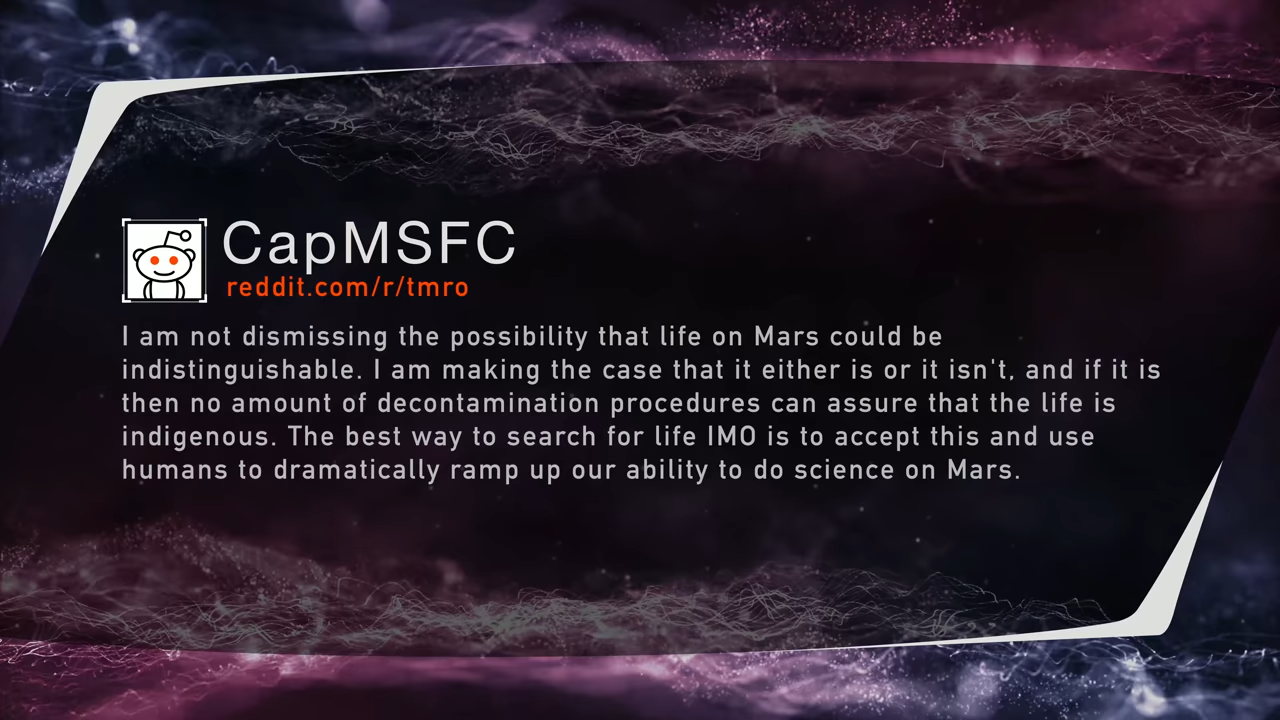 CapMSFC
reddit.com/r/tmro
I am not dismissing the possibility that life on Mars could be
indistinguishable. I am making the case that it either is or it isn't, and if it is
then no amount of decontamination procedures can assure that the life is
indigenous. The best way to search for life IMO is to accept this and use
humans to dramatically ramp up our ability to do science on Mars.